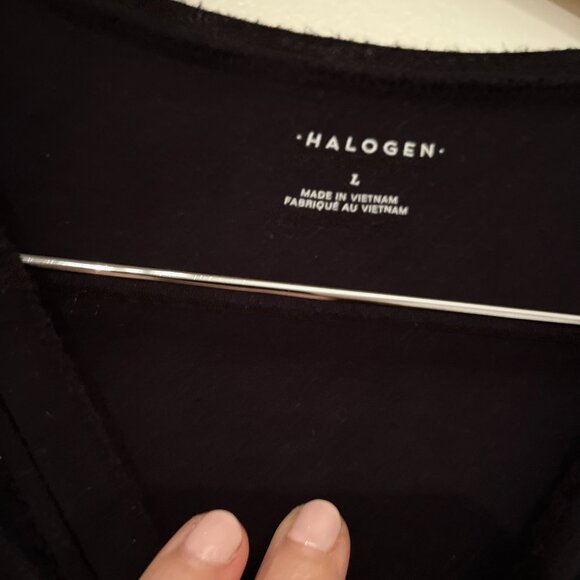 ·HALOGEN·
L
MADE IN VIETNAM
FABRIQUÉ AU VIETNAM